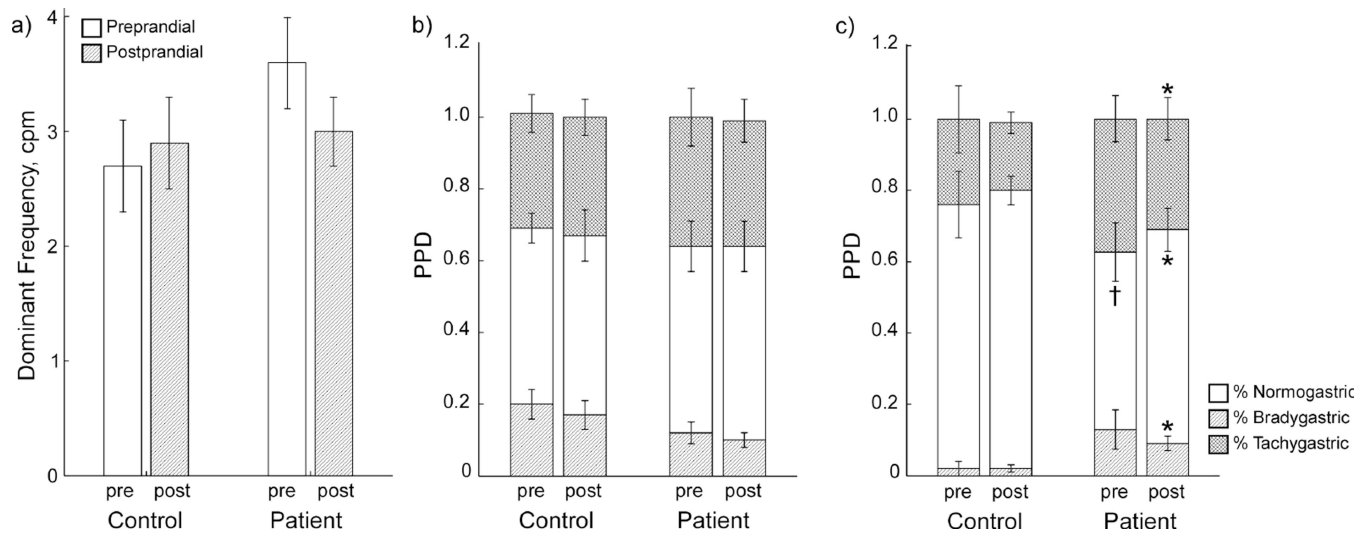 a)
Dominant Frequency, cpm
4
3
2
1
0
Preprandial
Postprandial
pre post pre post
Control Patient
b)
PPD
1.2
1.0
0.8
0.6
0.4
0.2
0
pre post pre post
Control Patient
c)
PPD
1.2
1.0
0.8
0.6
0.4
0.2
0
*
*
†
*
pre post pre post
Control Patient
% Normogastric
% Bradygastric
% Tachygastric